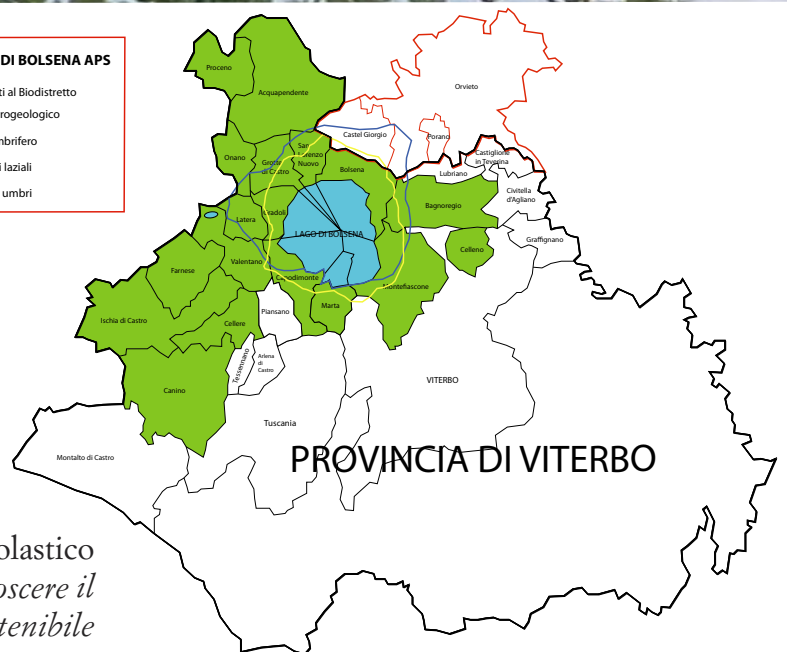 DI BOLSENA APS
ti al Biodistretto
rogeologico
mbrifero
i laziali
umbri
Proceno
Acquapendente
Orvieto
Castel Giorgio
Porano
Castiglione
in Teverina
Onano
Grotte
di Castro
San
Lorenzo
Nuovo
Bolsena
Lubriano
Civitella
d'Agliano
Bagnoregio
Latera
Gradoli
LAGO DI BOLSENA
Graffignano
Celleno
Farnese
Valentano
Capodimonte
Montefiascone
Ischia di Castro
Cellere
Piansano
Marta
Tessennano
Arlena
di
Castro
Canino
VITERBO
Tuscania
Montalto di Castro
PROVINCIA DI VITERBO
olastico
oscere il
tenibile